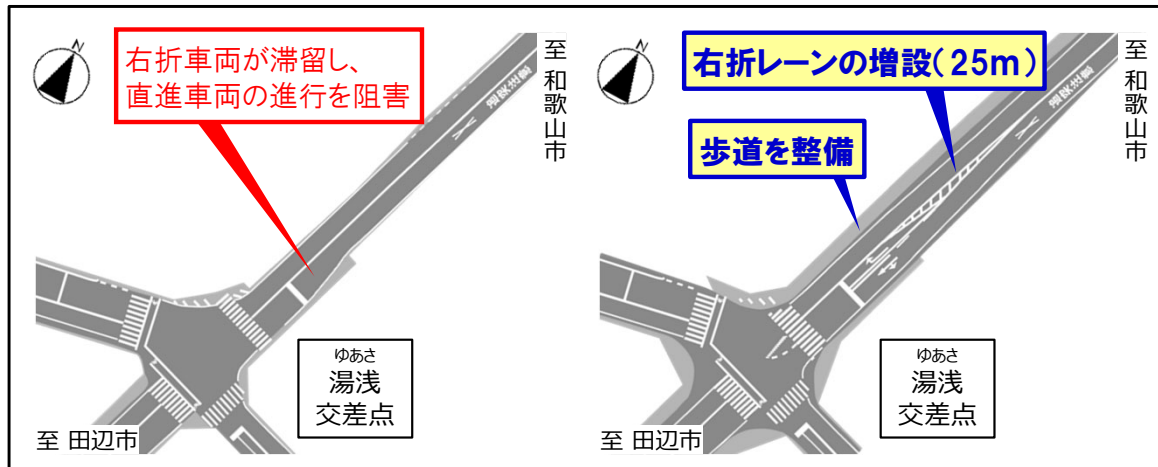 N
右折車両が滞留し、
直進車両の進行を阻害
至 和歌山市
ゆあさ
湯浅
交差点
至 田辺市
N
右折レーンの増設(25m)
歩道を整備
至 和歌山市
ゆあさ
湯浅
交差点
至 田辺市